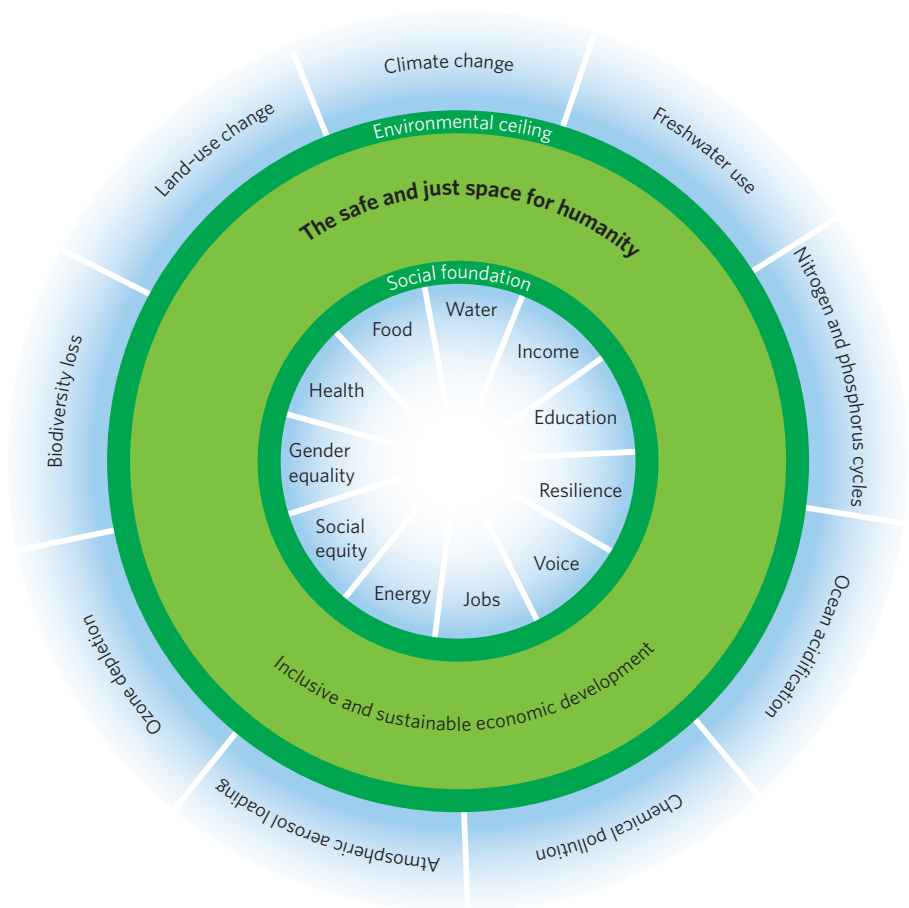 Climate change
Freshwater use
Nitrogen and phosphorus cycles
Ocean acidification
Chemical pollution
Atmospheric aerosol loading
Ozone depletion
Biodiversity loss
Land-use change
Environmental ceiling
The safe and just space for humanity
Social foundation
Water
Income
Education
Resilience
Voice
Jobs
Energy
Social
equity
Gender
equality
Health
Food
Inclusive and sustainable economic development